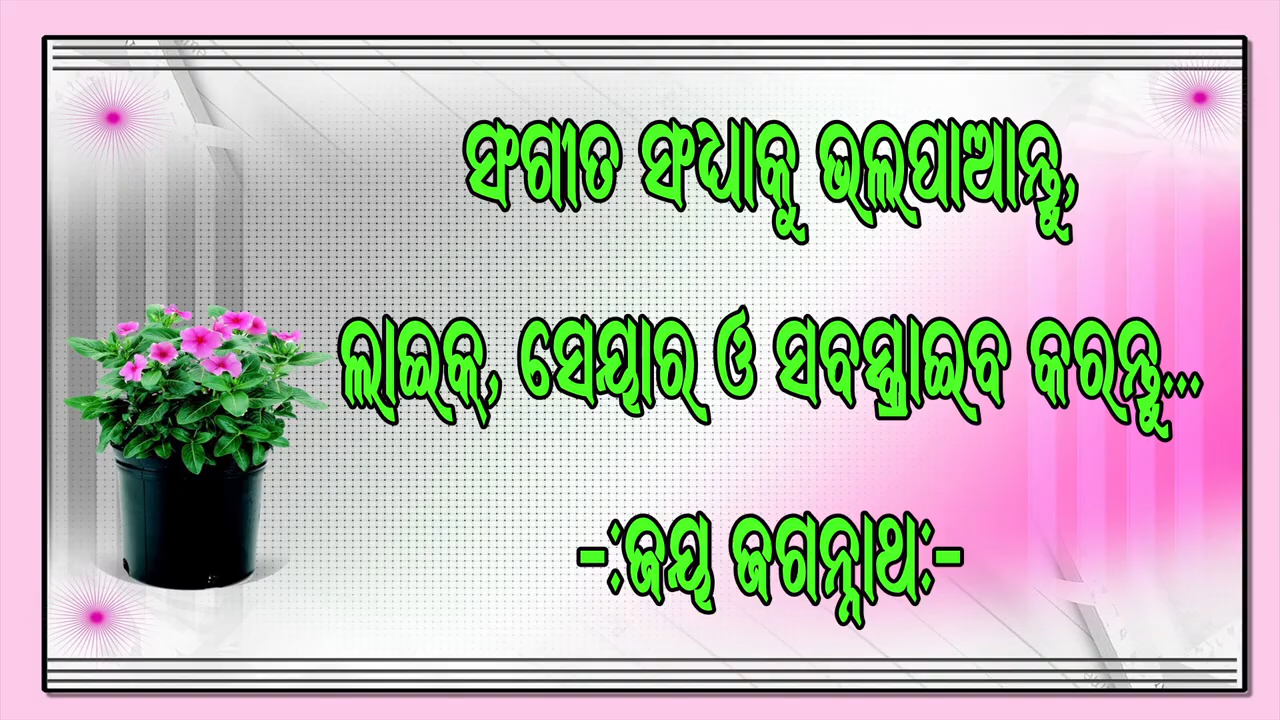 ସଂଗୀତ ସଂଧ୍ୟାକୁ ଭଲପାଆନ୍ତୁ,
ଲାଇକ୍, ସେୟାର ଓ ସବସ୍କ୍ରାଇବ କରନ୍ତୁ...
-:ଜୟ ଜଗନ୍ନାଥ:-